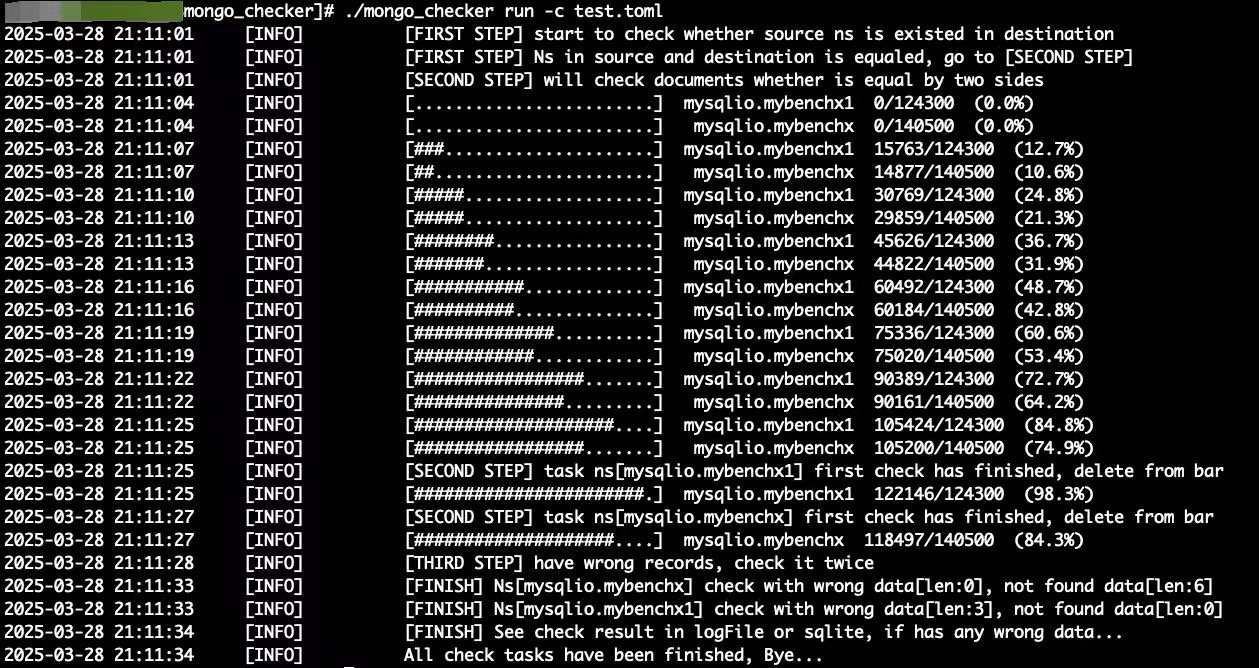 mongo_checker]# ./mongo_checker run -c test.toml
2025-03-28 21:11:01 [INFO] [FIRST STEP] start to check whether source ns is existed in destination
2025-03-28 21:11:01 [INFO] [FIRST STEP] Ns in source and destination is equaled, go to [SECOND STEP]
2025-03-28 21:11:01 [INFO] [SECOND STEP] will check documents whether is equal by two sides
2025-03-28 21:11:04 [INFO] [........................] mysqlio.mybenchx1 0/124300 (0.0%)
2025-03-28 21:11:04 [INFO] [........................] mysqlio.mybenchx 0/140500 (0.0%)
2025-03-28 21:11:07 [INFO] [###.....................] mysqlio.mybenchx1 15763/124300 (12.7%)
2025-03-28 21:11:07 [INFO] [##......................] mysqlio.mybenchx 14877/140500 (10.6%)
2025-03-28 21:11:10 [INFO] [#####...................] mysqlio.mybenchx1 30769/124300 (24.8%)
2025-03-28 21:11:10 [INFO] [#####...................] mysqlio.mybenchx 29859/140500 (21.3%)
2025-03-28 21:11:13 [INFO] [########................] mysqlio.mybenchx1 45626/124300 (36.7%)
2025-03-28 21:11:13 [INFO] [#######.................] mysqlio.mybenchx 44822/140500 (31.9%)
2025-03-28 21:11:16 [INFO] [###########.............] mysqlio.mybenchx1 60492/124300 (48.7%)
2025-03-28 21:11:16 [INFO] [##########..............] mysqlio.mybenchx 60184/140500 (42.8%)
2025-03-28 21:11:19 [INFO] [##############..........] mysqlio.mybenchx1 75336/124300 (60.6%)
2025-03-28 21:11:19 [INFO] [############............] mysqlio.mybenchx 75020/140500 (53.4%)
2025-03-28 21:11:22 [INFO] [#################.......] mysqlio.mybenchx1 90389/124300 (72.7%)
2025-03-28 21:11:22 [INFO] [###############.........] mysqlio.mybenchx 90161/140500 (64.2%)
2025-03-28 21:11:25 [INFO] [####################....] mysqlio.mybenchx1 105424/124300 (84.8%)
2025-03-28 21:11:25 [INFO] [#################.......] mysqlio.mybenchx 105200/140500 (74.9%)
2025-03-28 21:11:25 [INFO] [SECOND STEP] task ns[mysqlio.mybenchx1] first check has finished, delete from bar
2025-03-28 21:11:25 [INFO] [#######################.] mysqlio.mybenchx1 122146/124300 (98.3%)
2025-03-28 21:11:27 [INFO] [SECOND STEP] task ns[mysqlio.mybenchx] first check has finished, delete from bar
2025-03-28 21:11:27 [INFO] [####################....] mysqlio.mybenchx 118497/140500 (84.3%)
2025-03-28 21:11:28 [INFO] [THIRD STEP] have wrong records, check it twice
2025-03-28 21:11:33 [INFO] [FINISH] Ns[mysqlio.mybenchx] check with wrong data[len:0], not found data[len:6]
2025-03-28 21:11:33 [INFO] [FINISH] Ns[mysqlio.mybenchx1] check with wrong data[len:3], not found data[len:0]
2025-03-28 21:11:34 [INFO] [FINISH] See check result in logFile or sqlite, if has any wrong data...
2025-03-28 21:11:34 [INFO] All check tasks have been finished, Bye...